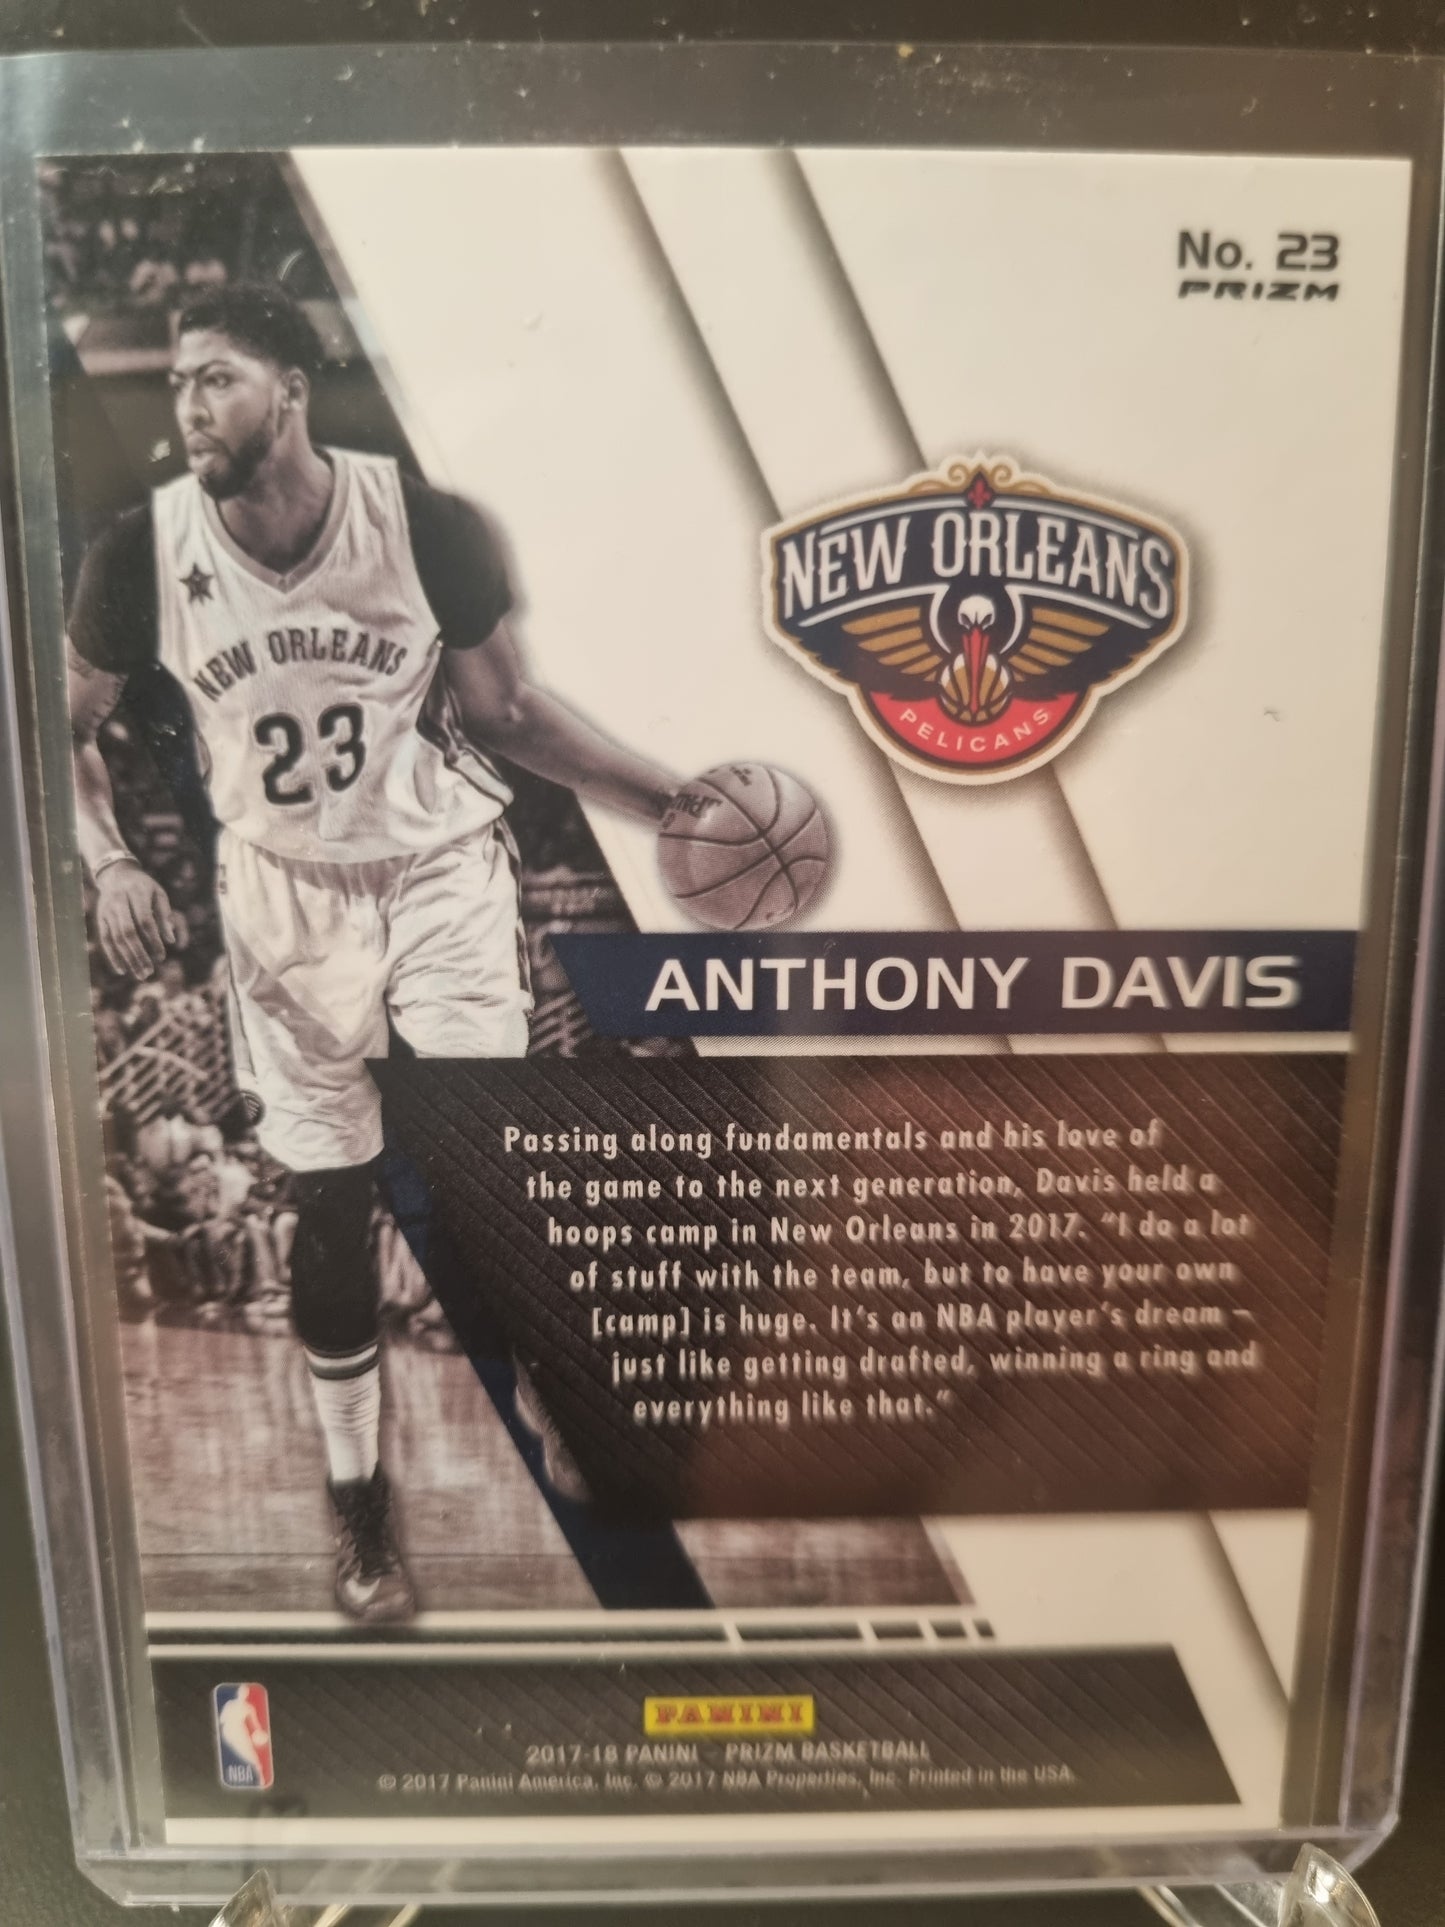 No. 23
PRIZM
NEW ORLEANS
PELICANS
NEW ORLEANS
23
ANTHONY DAVIS
Passing along fundamentals and his love of
the game to the next generation, Davis held a
hoops camp in New Orleans in 2017. “I do a lot
of stuff with the team, but to have your own
[camp] is huge. It’s an NBA player’s dream –
just like getting drafted, winning a ring and
everything like that.”
PANINI
2017-18 PANINI - PRIZM BASKETBALL
© 2017 Panini America, Inc. © 2017 NBA Properties, Inc. Printed in the USA.
NBA